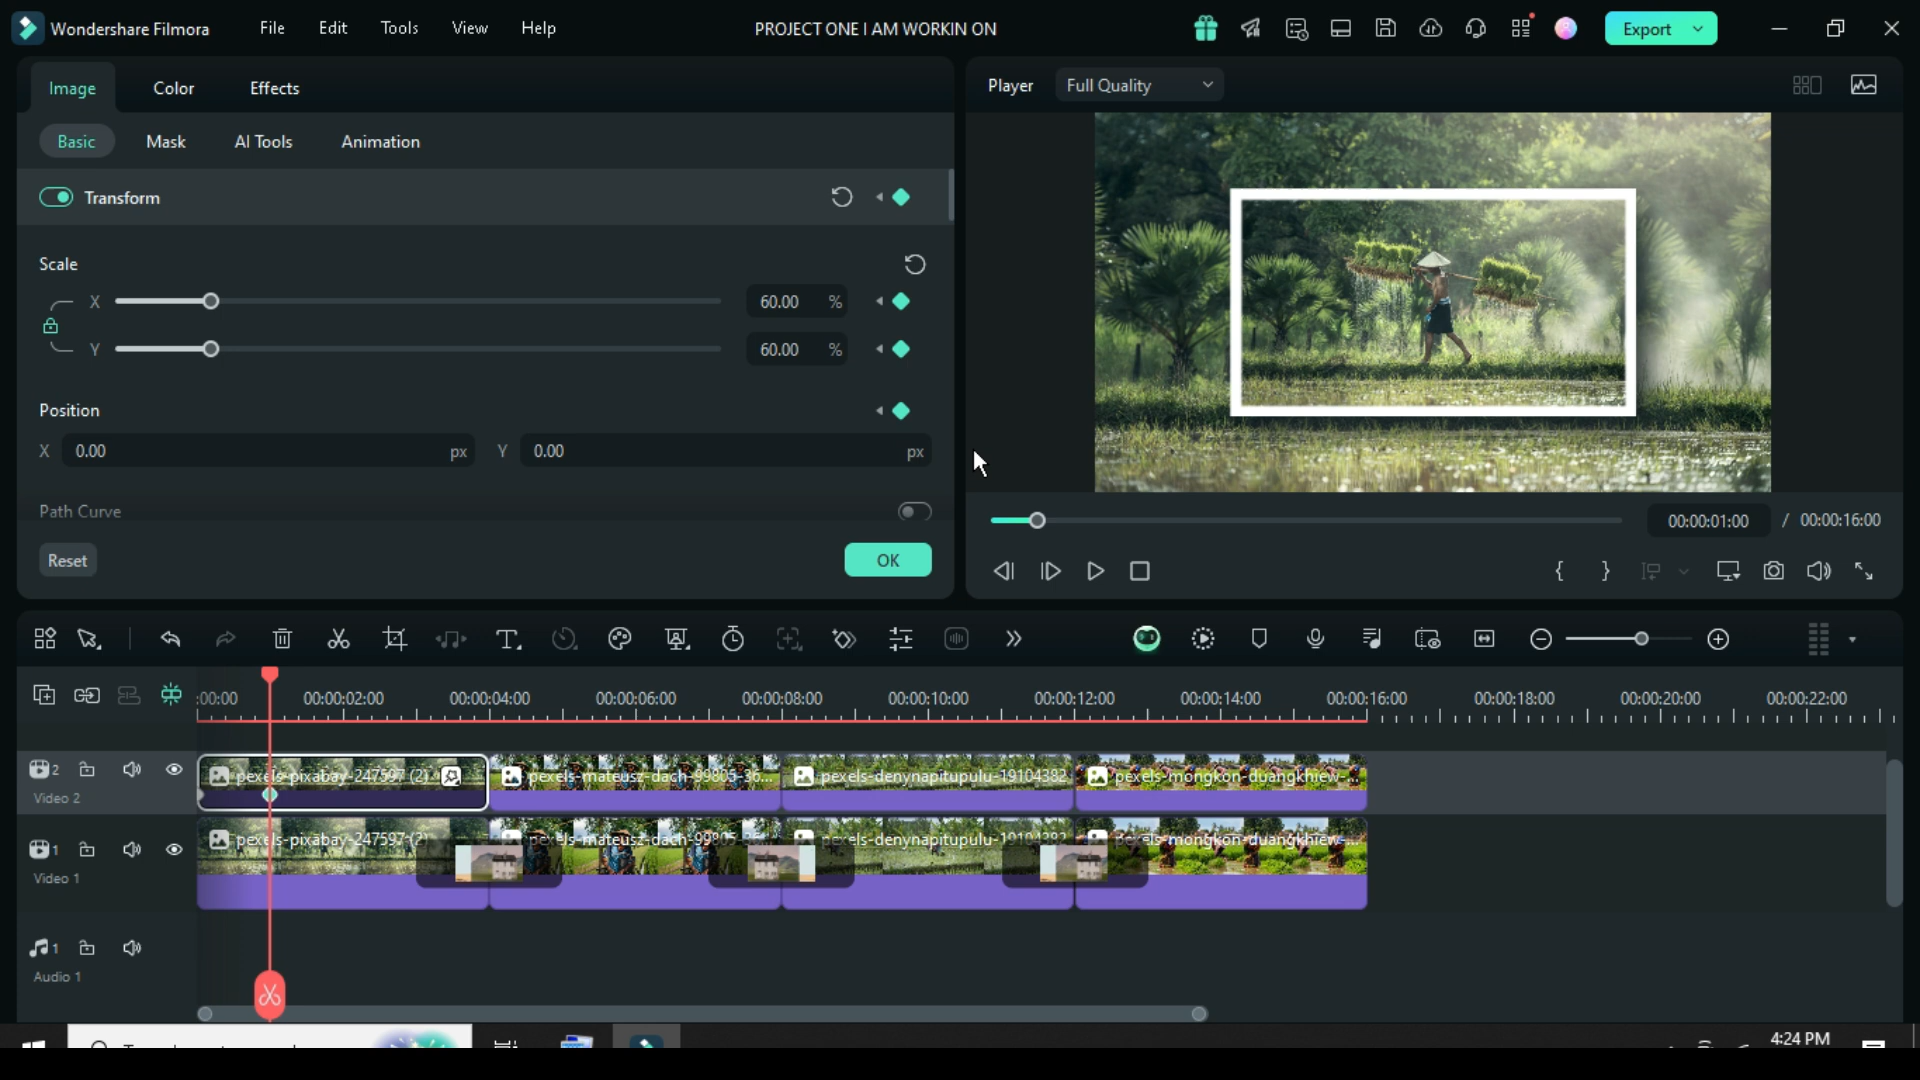 Wondershare Filmora
File
Edit
Tools
View
Help
PROJECT ONE I AM WORKIN ON
Export
Image
Color
Effects
Player
Full Quality
Basic
Mask
AI Tools
Animation
Transform
Scale
X
60.00 %
Y
60.00 %
Position
X 0.00 px
Y 0.00 px
Path Curve
Reset
OK
00:00:01:00 / 00:00:16:00
:00:00
00:00:02:00
00:00:04:00
00:00:06:00
00:00:08:00
00:00:10:00
00:00:12:00
00:00:14:00
00:00:16:00
00:00:18:00
00:00:20:00
00:00:22:00
2
Video 2
pexels-pixabay-247597 (2)
pexels-mateusz-dach-99805-36...
pexels-denynapitupulu-19104382
pexels-mongkon-duangkhiew-...
1
Video 1
pexels-pixabay-247597 (2)
pexels-mateusz-dach-99805-36...
pexels-denynapitupulu-19104382
pexels-mongkon-duangkhiew-...
1
Audio 1
4:24 PM